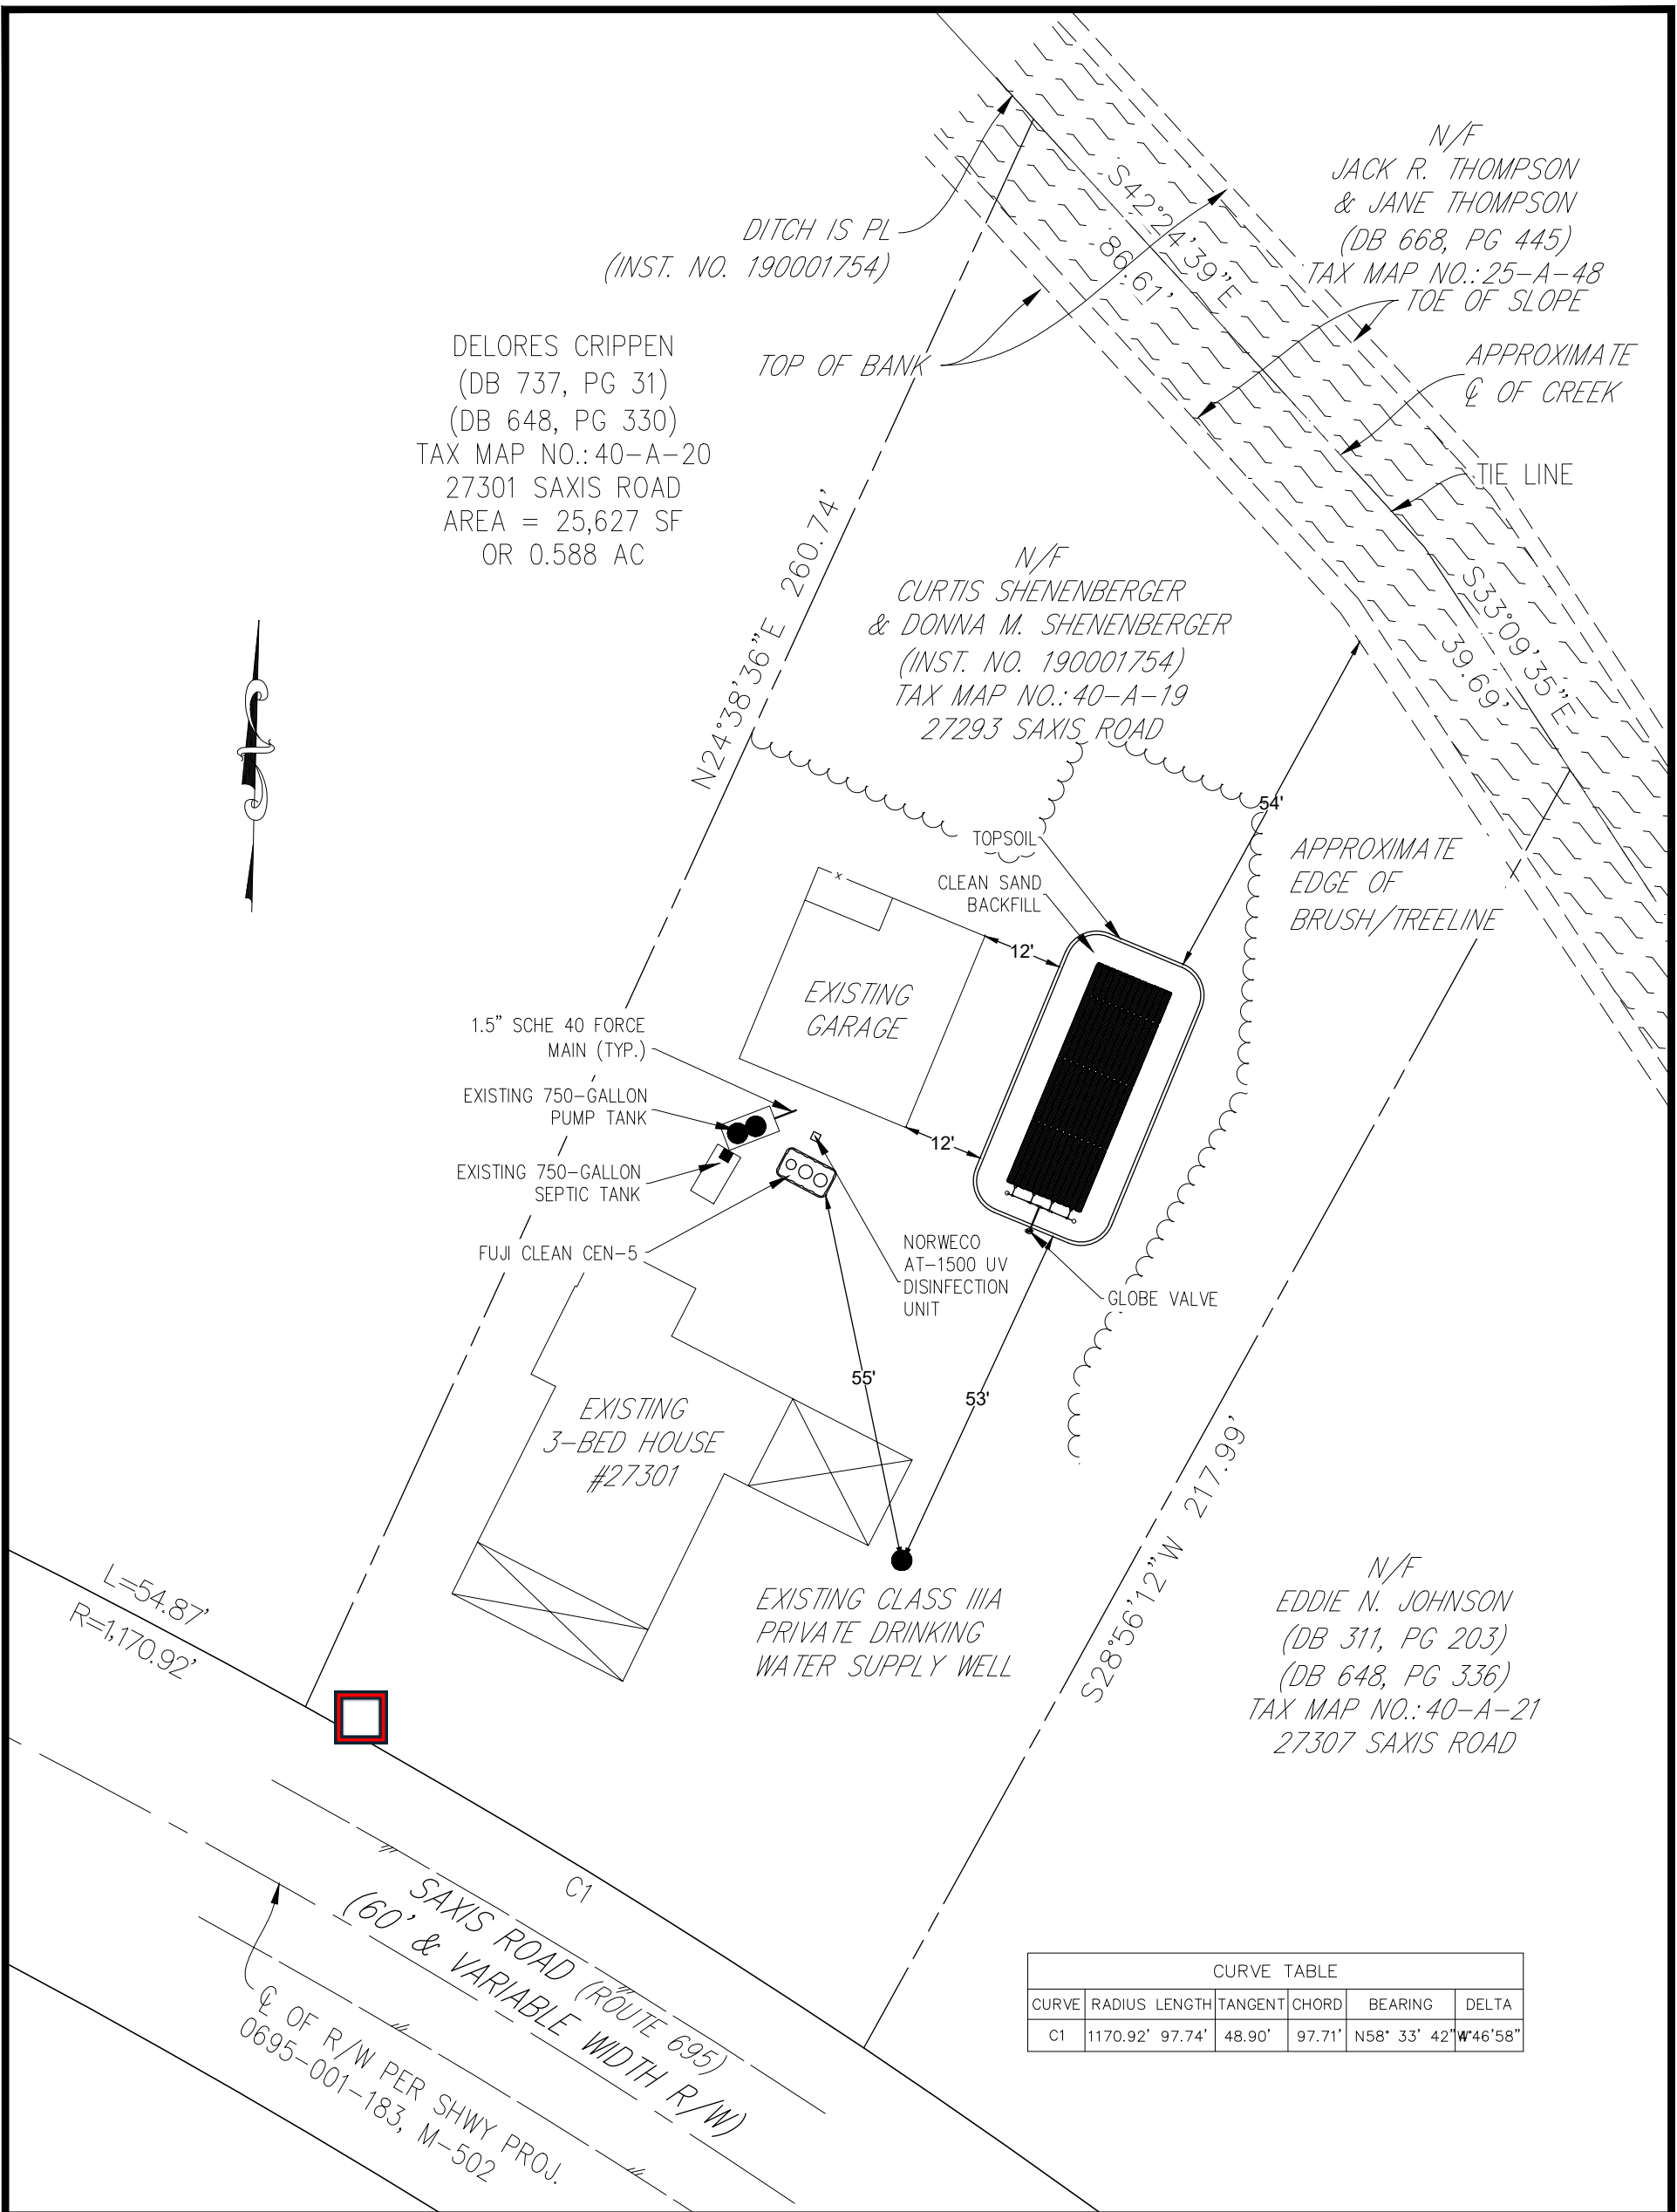 N/F
JACK R. THOMPSON
& JANE THOMPSON
(DB 668, PG 445)
TAX MAP NO.:25-A-48
TOE OF SLOPE
DITCH IS PL
(INST. NO. 190001754)
S42°24'39"E
86.61'
TOP OF BANK
APPROXIMATE
℄ OF CREEK
TIE LINE
DELORES CRIPPEN
(DB 737, PG 31)
(DB 648, PG 330)
TAX MAP NO.:40-A-20
27301 SAXIS ROAD
AREA = 25,627 SF
OR 0.588 AC
N24°38'36"E 260.74'
N/F
CURTIS SHENENBERGER
& DONNA M. SHENENBERGER
(INST. NO. 190001754)
TAX MAP NO.:40-A-19
27293 SAXIS ROAD
S33°09'35"E
39.69'
54'
TOPSOIL
CLEAN SAND
BACKFILL
APPROXIMATE
EDGE OF
BRUSH/TREELINE
x
12'
EXISTING
GARAGE
1.5" SCHE 40 FORCE
MAIN (TYP.)
EXISTING 750-GALLON
PUMP TANK
12'
EXISTING 750-GALLON
SEPTIC TANK
FUJI CLEAN CEN-5
NORWECO
AT-1500 UV
DISINFECTION
UNIT
GLOBE VALVE
55'
53'
EXISTING
3-BED HOUSE
#27301
S28°56'12"W 217.99'
EXISTING CLASS IIIA
PRIVATE DRINKING
WATER SUPPLY WELL
N/F
EDDIE N. JOHNSON
(DB 311, PG 203)
(DB 648, PG 336)
TAX MAP NO.:40-A-21
27307 SAXIS ROAD
L=54.87'
R=1,170.92'
C1
SAXIS ROAD (ROUTE 695)
(60' & VARIABLE WIDTH R/W)
℄ OF R/W PER SHWY PROJ.
0695-001-183, M-502
CURVE TABLE
CURVE RADIUS LENGTH TANGENT CHORD BEARING DELTA
C1 1170.92' 97.74' 48.90' 97.71' N58° 33' 42"W 4°46'58"